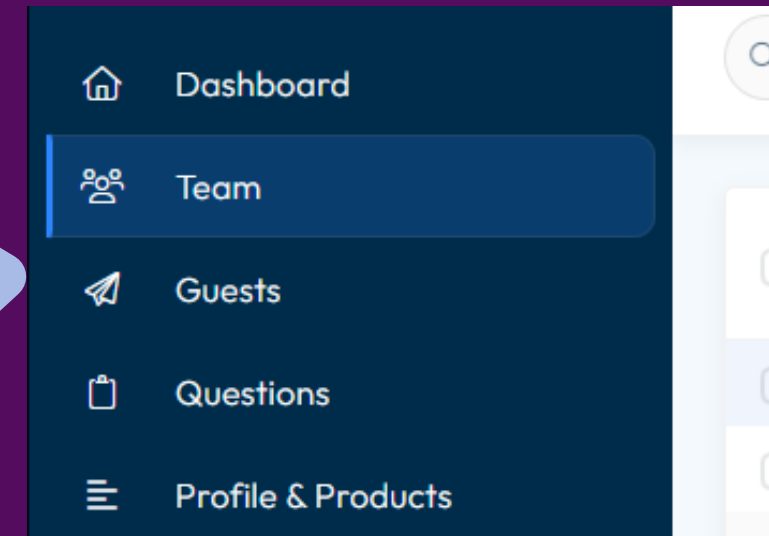 Dashboard
Team
Guests
Questions
Profile & Products